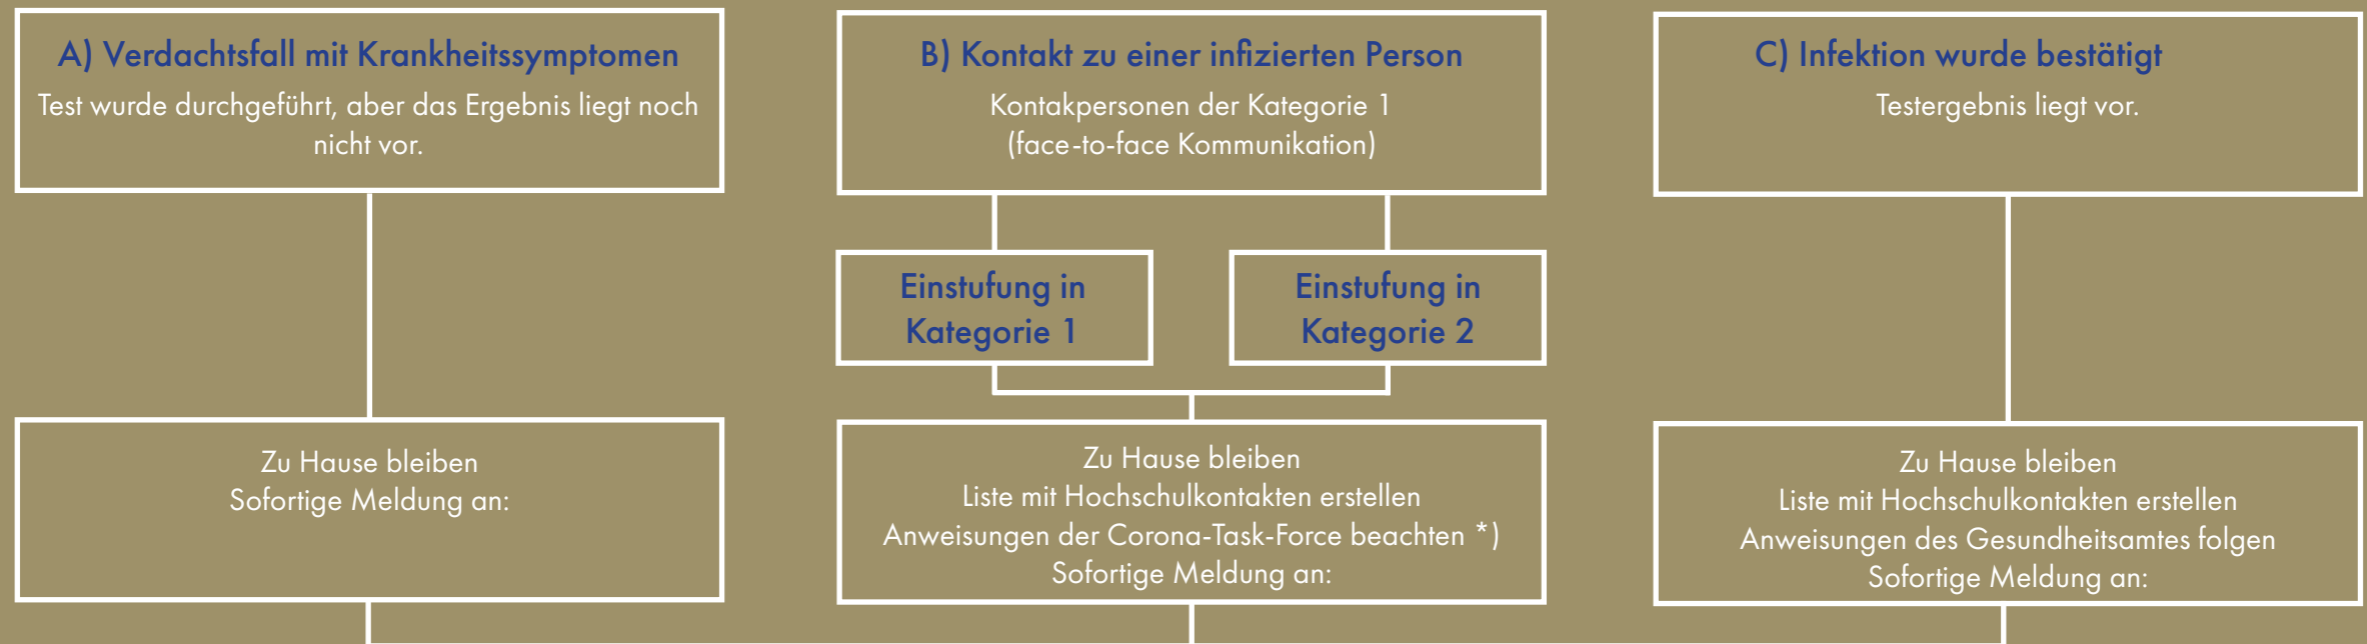 A) Verdachtsfall mit Krankheitssymptomen
Test wurde durchgeführt, aber das Ergebnis liegt noch
nicht vor.
B) Kontakt zu einer infizierten Person
Kontakpersonen der Kategorie 1
(face-to-face Kommunikation)
C) Infektion wurde bestätigt
Testergebnis liegt vor.
Einstufung in
Kategorie 1
Einstufung in
Kategorie 2
Zu Hause bleiben
Sofortige Meldung an:
Zu Hause bleiben
Liste mit Hochschulkontakten erstellen
Anweisungen der Corona-Task-Force beachten *)
Sofortige Meldung an:
Zu Hause bleiben
Liste mit Hochschulkontakten erstellen
Anweisungen des Gesundheitsamtes folgen
Sofortige Meldung an: